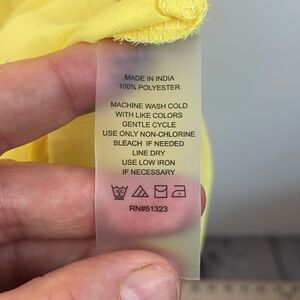 MADE IN INDIA
100% POLYESTER
MACHINE WASH COLD
WITH LIKE COLORS
GENTLE CYCLE
USE ONLY NON-CHLORINE
BLEACH IF NEEDED
LINE DRY
USE LOW IRON
IF NECESSARY
RN#51323